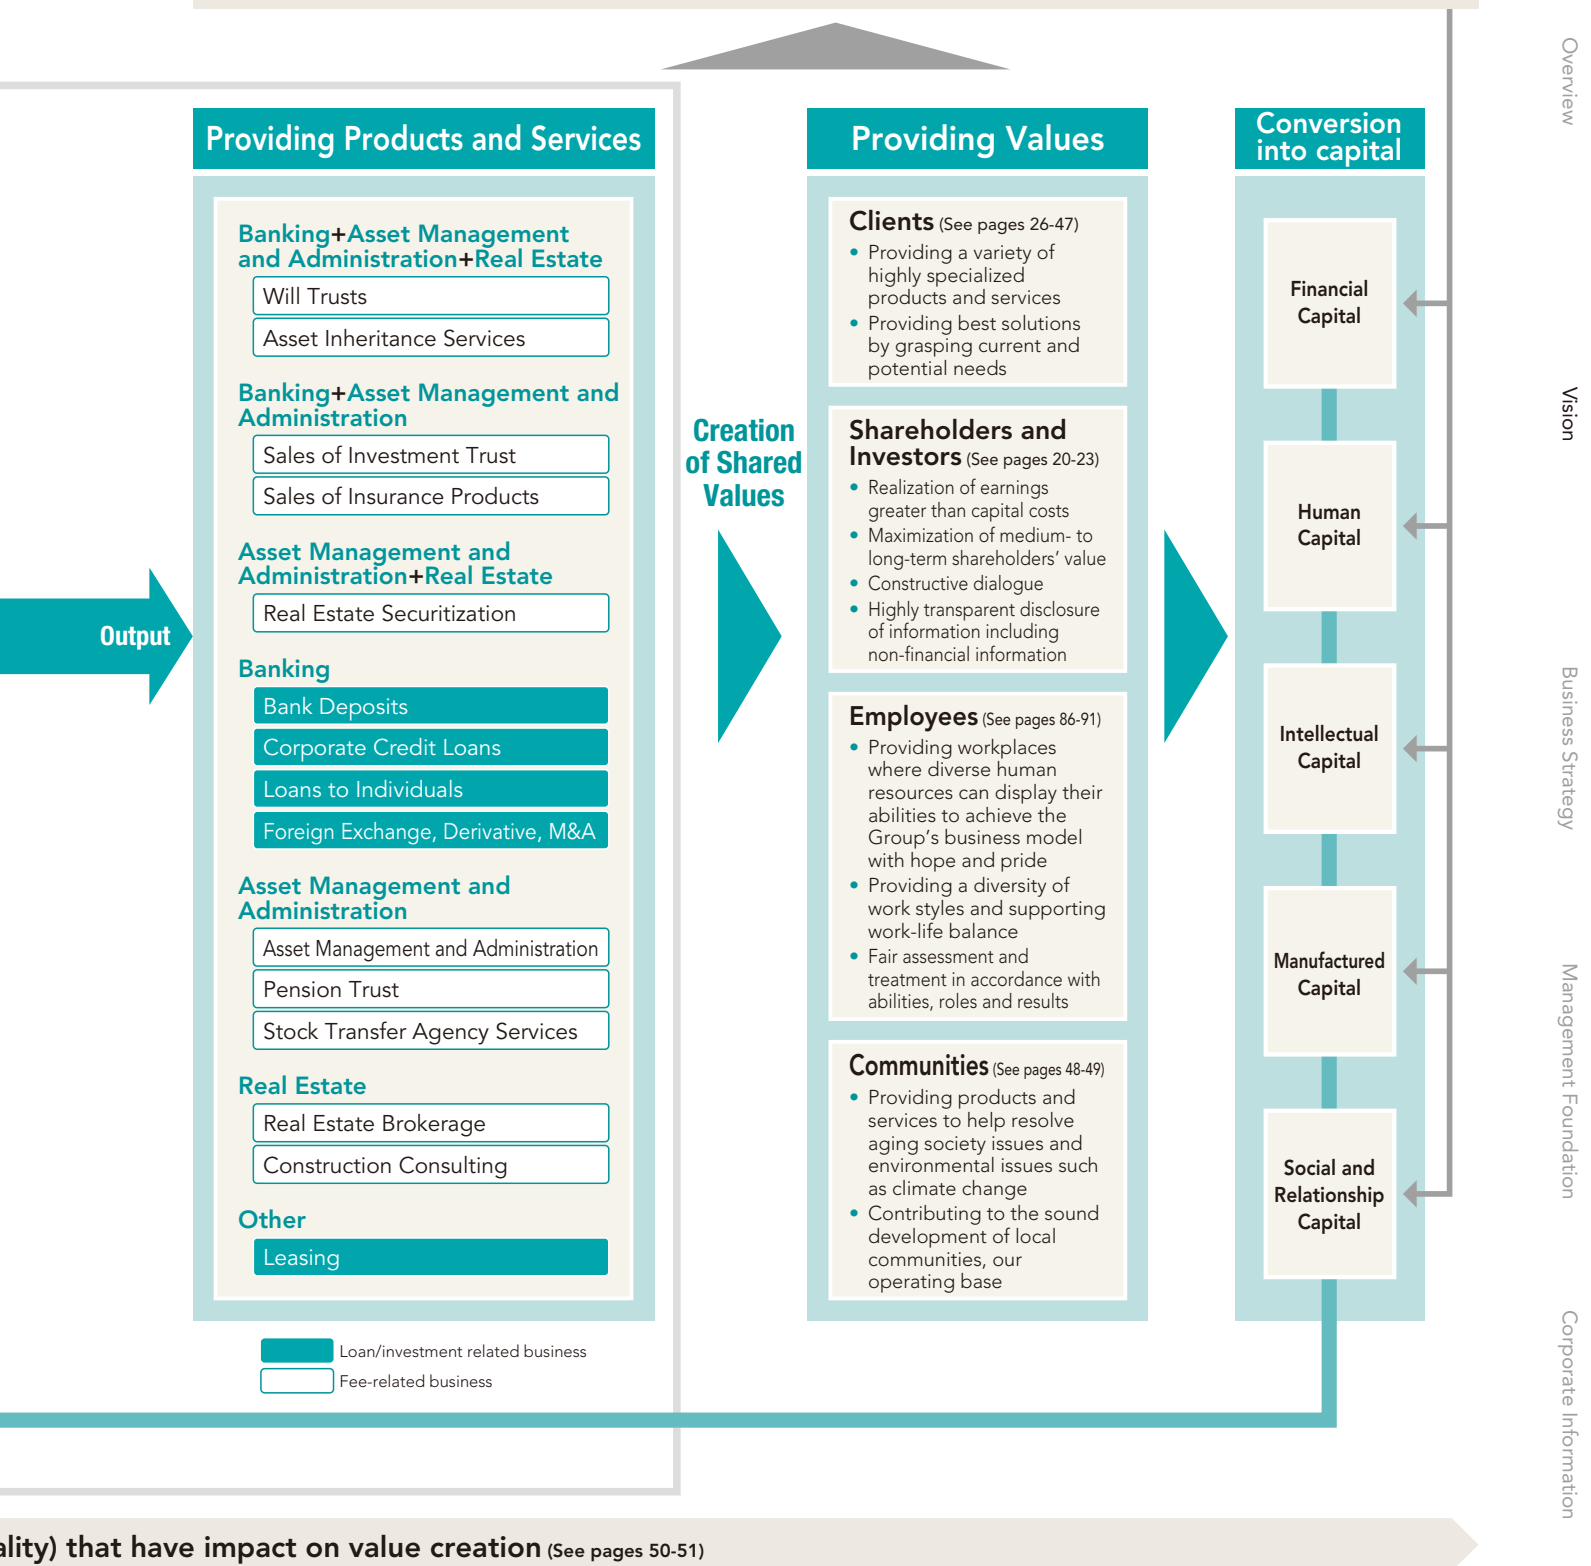 Output
Providing Products and Services
Banking+Asset Management
and Administration+Real Estate
Will Trusts
Asset Inheritance Services
Banking+Asset Management and
Administration
Sales of Investment Trust
Sales of Insurance Products
Asset Management and
Administration+Real Estate
Real Estate Securitization
Banking
Bank Deposits
Corporate Credit Loans
Loans to Individuals
Foreign Exchange, Derivative, M&A
Asset Management and
Administration
Asset Management and Administration
Pension Trust
Stock Transfer Agency Services
Real Estate
Real Estate Brokerage
Construction Consulting
Other
Leasing
Loan/investment related business
Fee-related business
Creation
of Shared
Values
Providing Values
Clients (See pages 26-47)
• Providing a variety of
highly specialized
products and services
• Providing best solutions
by grasping current and
potential needs
Shareholders and
Investors (See pages 20-23)
• Realization of earnings
greater than capital costs
• Maximization of medium- to
long-term shareholders’ value
• Constructive dialogue
• Highly transparent disclosure
of information including
non-financial information
Employees (See pages 86-91)
• Providing workplaces
where diverse human
resources can display their
abilities to achieve the
Group’s business model
with hope and pride
• Providing a diversity of
work styles and supporting
work-life balance
• Fair assessment and
treatment in accordance with
abilities, roles and results
Communities (See pages 48-49)
• Providing products and
services to help resolve
aging society issues and
environmental issues such
as climate change
• Contributing to the sound
development of local
communities, our
operating base
Conversion
into capital
Financial
Capital
Human
Capital
Intellectual
Capital
Manufactured
Capital
Social and
Relationship
Capital
ality) that have impact on value creation (See pages 50-51)
Overview
Vision
Business Strategy
Management Foundation
Corporate Information